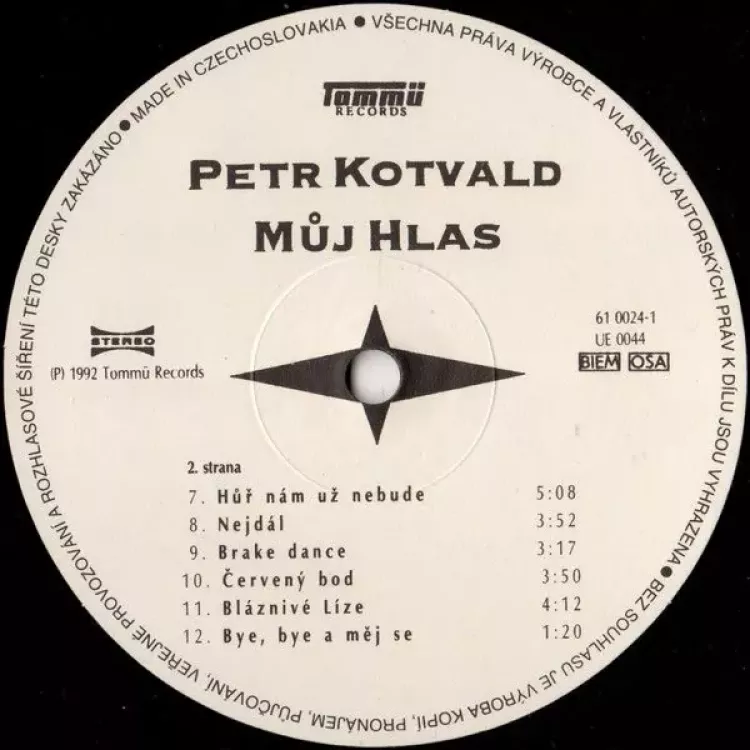 Tommü
RECORDS
PETR KOTVALD
MŮJ HLAS
STEREO
(P) 1992 Tommü Records
61 0024-1
UE 0044
BIEM OSA
2. strana
7. Hůř nám už nebude 5:08
8. Nejdál 3:52
9. Brake dance 3:17
10. Červený bod 3:50
11. Bláznivé Líze 4:12
12. Bye, bye a měj se 1:20
MADE IN CZECHOSLOVAKIA ● VŠECHNA PRÁVA VÝROBCE A VLASTNÍKŮ AUTORSKÝCH PRÁV K DÍLU JSOU VYHRAZENA ● BEZ SOUHLASU JE VÝROBA KOPIÍ, PRONÁJEM, PŮJČOVÁNÍ, VEŘEJNÉ PROVOZOVÁNÍ A ROZHLASOVÉ ŠÍŘENÍ TÉTO DESKY ZAKÁZÁNO ●